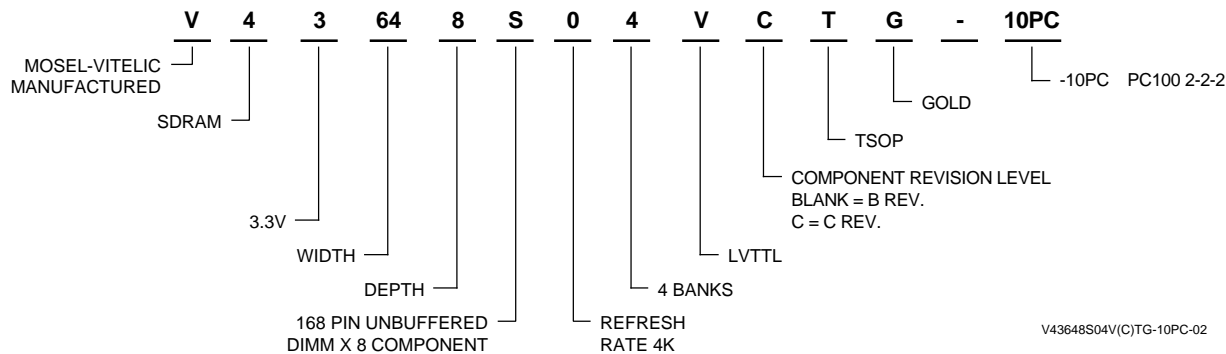 V 4 3 64 8 S 0 4 V C T G - 10PC
MOSEL-VITELIC
MANUFACTURED
-10PC PC100 2-2-2
GOLD
SDRAM
TSOP
COMPONENT REVISION LEVEL
BLANK = B REV.
C = C REV.
3.3V
WIDTH
LVTTL
DEPTH
4 BANKS
168 PIN UNBUFFERED
DIMM X 8 COMPONENT
REFRESH
RATE 4K
V43648S04V(C)TG-10PC-02